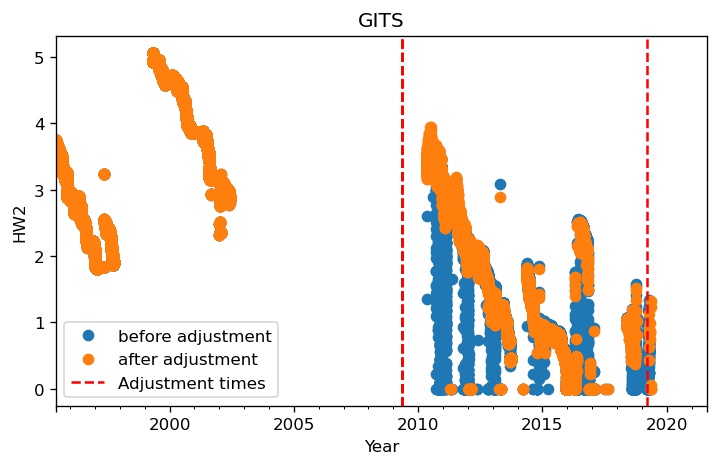 GITS
HW2
5
4
3
2
1
0
before adjustment
after adjustment
Adjustment times
2000
2005
2010
2015
2020
Year